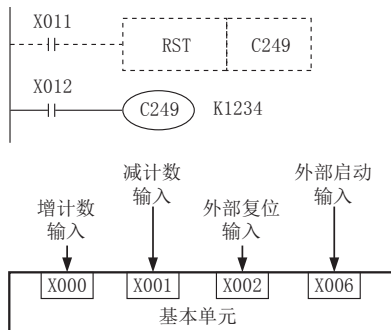 X011
RST C249
X012
C249 K1234
减计数 外部启动
输入 输入
增计数 外部复位
输入 输入
X000 X001 X002 X006
基本单元